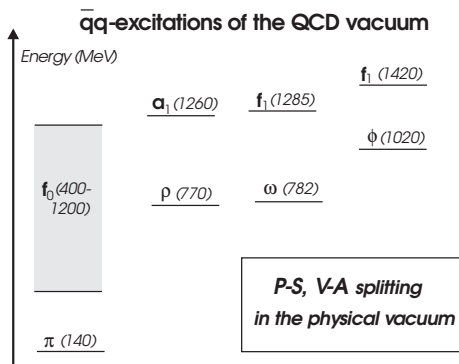 q̄q-excitations of the QCD vacuum
Energy (MeV)
f₁ (1420)
a₁ (1260)
f₁ (1285)
ϕ (1020)
f₀ (400-
1200)
ρ (770)
ω (782)
P-S, V-A splitting
in the physical vacuum
π (140)